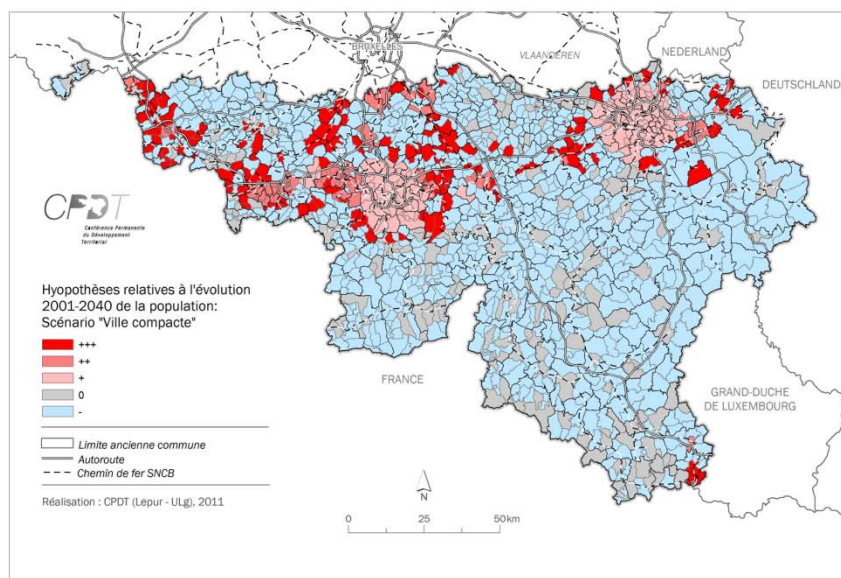 BRUXELLES
VLAANDEREN
NEDERLAND
DEUTSCHLAND
CPDT
Conférence Permanente
du Développement
Territorial
Hyopothèses relatives à l'évolution
2001-2040 de la population:
Scénario "Ville compacte"
+++
++
+
0
-
FRANCE
GRAND-DUCHE
DE LUXEMBOURG
Limite ancienne commune
Autoroute
Chemin de fer SNCB
Réalisation : CPDT (Lepur - ULg), 2011
N
0 25 50 km